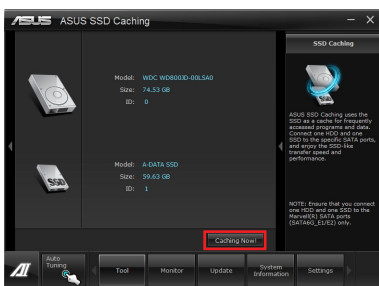 ASUS ASUS SSD Caching
Model: WDC WD800JD-00LSA0
Size: 74.53 GB
ID: 0
Model: A-DATA SSD
SSD
Size: 59.63 GB
ID: 1
Caching Now!
SSD Caching
ASUS SSD Caching uses the
SSD as a cache for frequently
accessed programs and data.
Connect one HDD and one
SSD to the specific SATA ports,
and enjoy the SSD-like
transfer speed and
performance.
NOTE: Ensure that you connect
one HDD and one SSD to the
Marvell(R) SATA ports
(SATA6G_E1/E2) only.
Auto
Tuning
Tool
Monitor
Update
System
Information
Settings